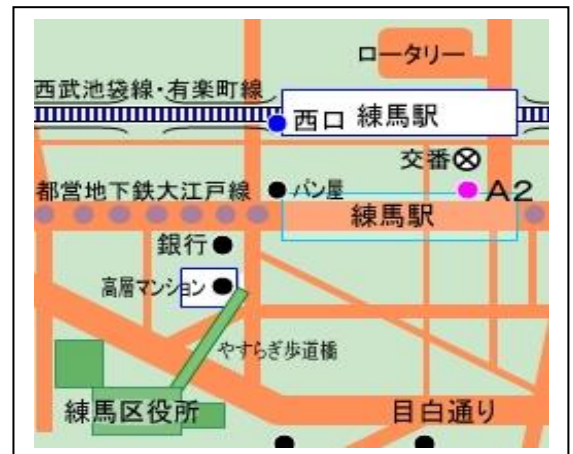 ロータリー
西武池袋線・有楽町線
西口 練馬駅
交番
都営地下鉄大江戸線 パン屋 A2
練馬駅
銀行
高層マンション
やすらぎ歩道橋
練馬区役所 目白通り